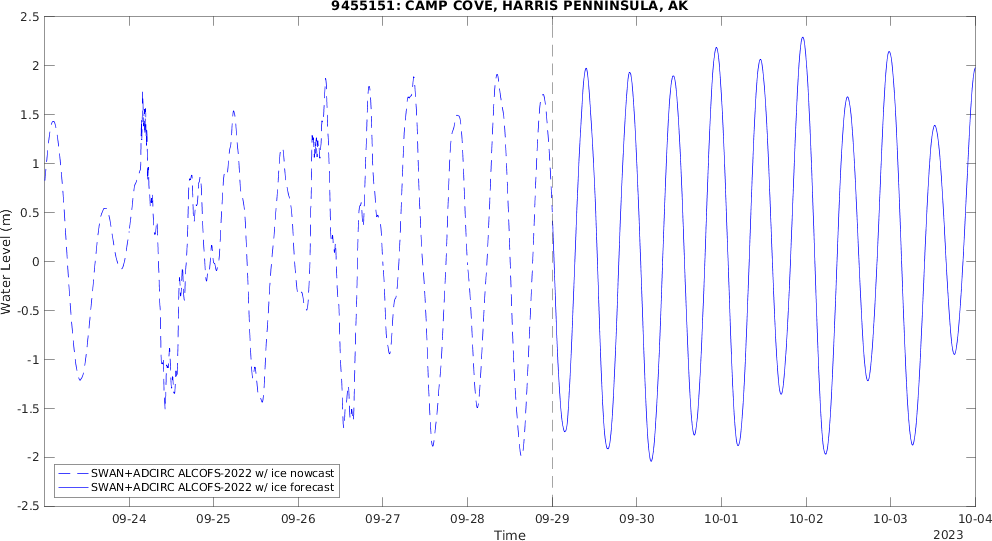 9455151: CAMP COVE, HARRIS PENNINSULA, AK
2.5
2
1.5
1
0.5
0
-0.5
-1
-1.5
-2
-2.5
Water Level (m)
SWAN+ADCIRC ALCOFS-2022 w/ ice nowcast
SWAN+ADCIRC ALCOFS-2022 w/ ice forecast
09-24 09-25 09-26 09-27 09-28 09-29 09-30 10-01 10-02 10-03 10-04
Time
2023